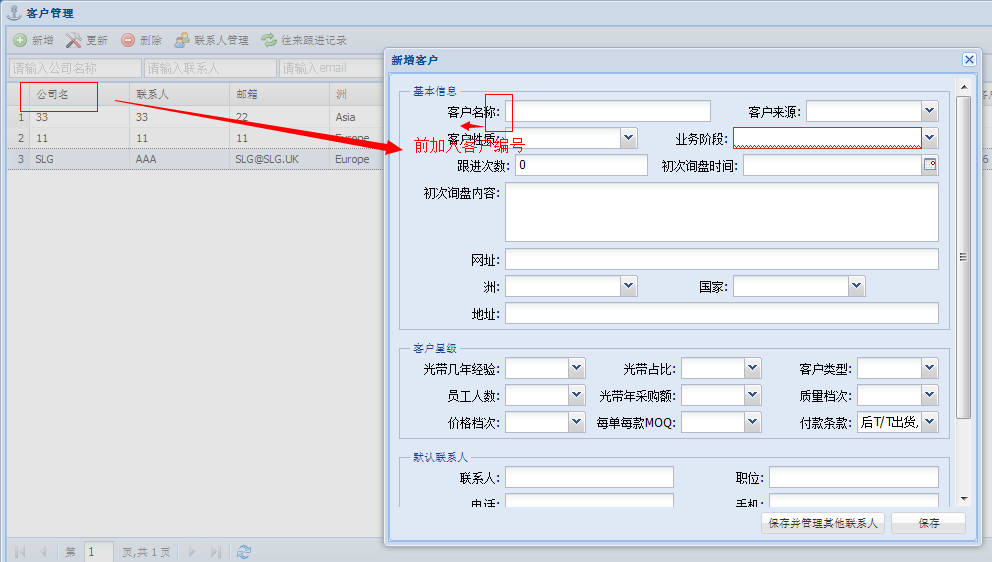 客户管理
新增 更新 删除 联系人管理 往来跟进记录
请输入公司名称 请输入联系人 请输入email
公司名 联系人 邮箱 洲
1 33 33 22 Asia
2 11 11 11 Europe
3 SLG AAA SLG@SLG.UK Europe
6
新增客户
基本信息
客户名称: 客户来源:
客户性质: 业务阶段:
前加入客户编号
跟进次数: 0 初次询盘时间:
初次询盘内容:
网址:
洲: 国家:
地址:
客户星级
光带几年经验: 光带占比: 客户类型:
员工人数: 光带年采购额: 质量档次:
价格档次: 每单每款MOQ: 付款条款: 后T/T出货,
默认联系人
联系人: 职位:
电话: 手机:
保存并管理其他联系人 保存
第 1 页,共 1 页